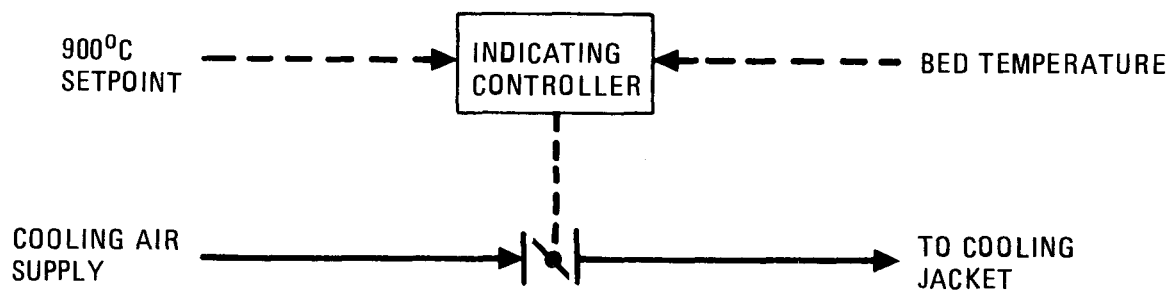 900°C
SETPOINT
INDICATING
CONTROLLER
BED TEMPERATURE
COOLING AIR
SUPPLY
TO COOLING
JACKET